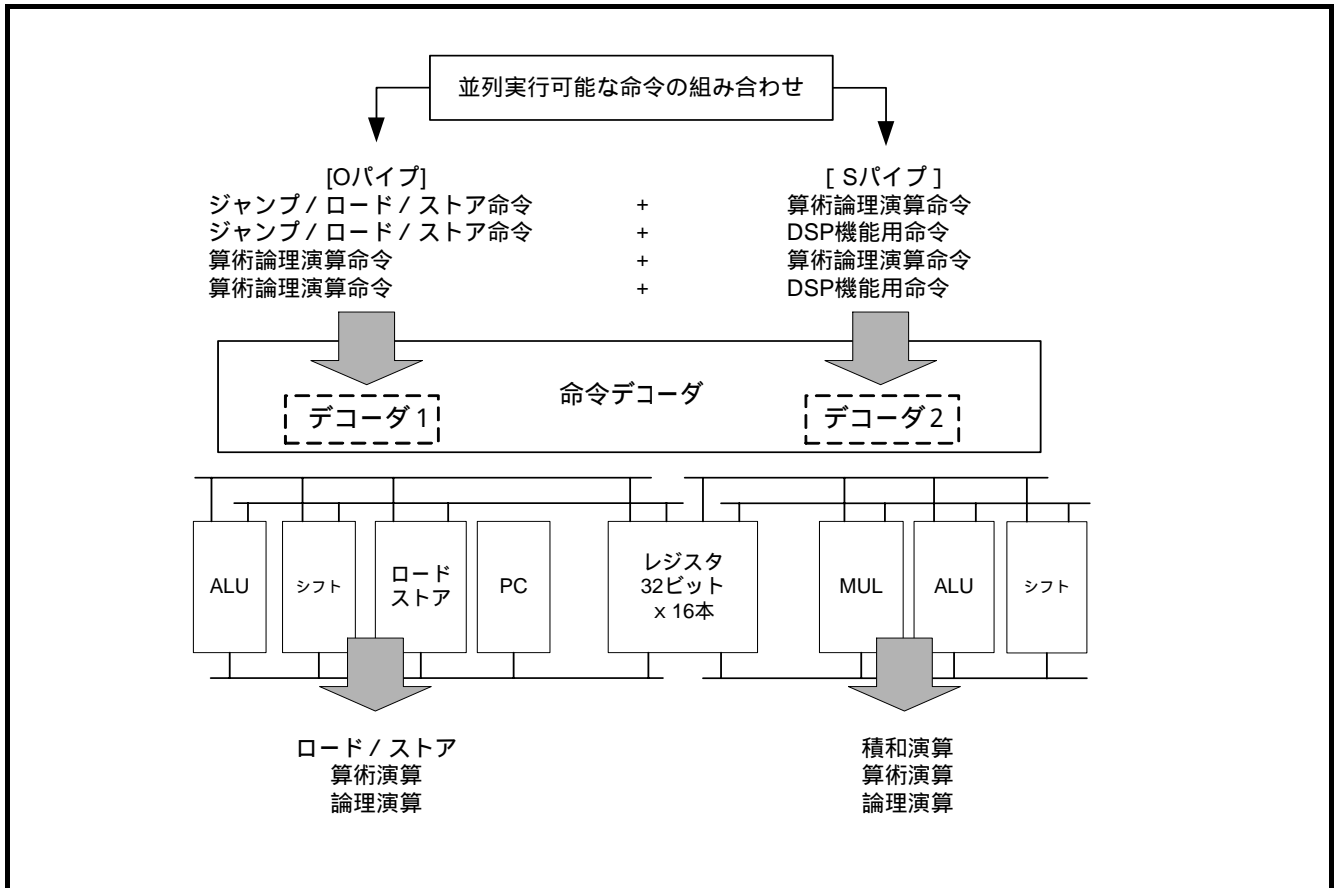 並列実行可能な命令の組み合わせ
[Oパイプ] [ Sパイプ ]
ジャンプ / ロード / ストア命令 + 算術論理演算命令
ジャンプ / ロード / ストア命令 + DSP機能用命令
算術論理演算命令 + 算術論理演算命令
算術論理演算命令 + DSP機能用命令
命令デコーダ
デコーダ1 デコーダ2
ALU
シフト
ロード
ストア
PC
レジスタ
32ビット
x 16本
MUL
ALU
シフト
ロード / ストア
算術演算
論理演算
積和演算
算術演算
論理演算